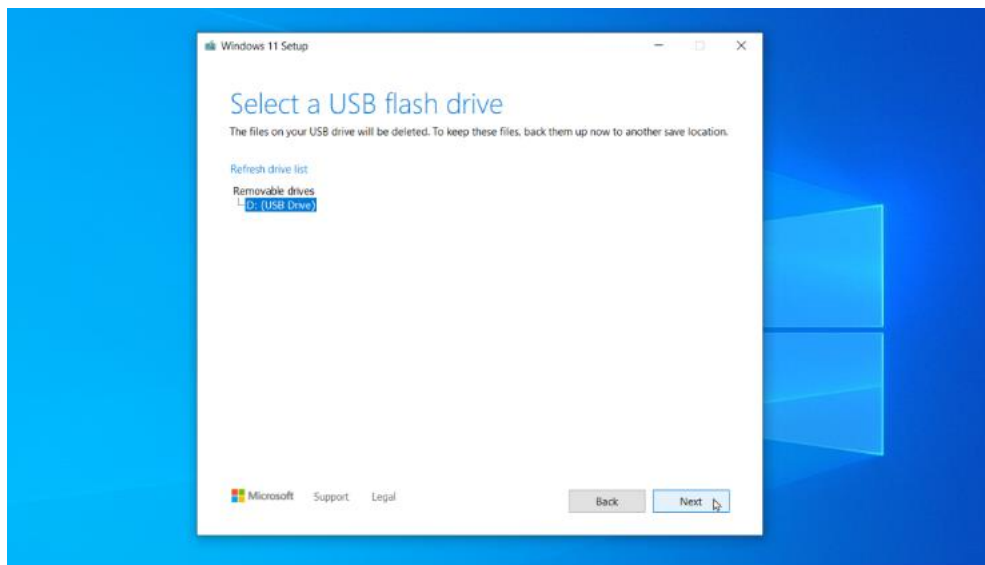 Windows 11 Setup
Select a USB flash drive
The files on your USB drive will be deleted. To keep these files, back them up now to another save location.
Refresh drive list
Removable drives
D: (USB Drive)
Microsoft Support Legal
Back Next